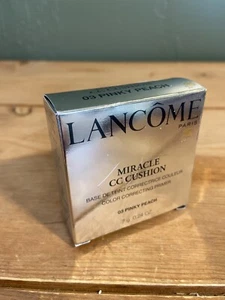 03 PINKY PEACH
LANCÔME
PARIS
MIRACLE
CC CUSHION
BASE DE TEINT CORRECTRICE COULEUR
COLOR CORRECTING PRIMER
03 PINKY PEACH